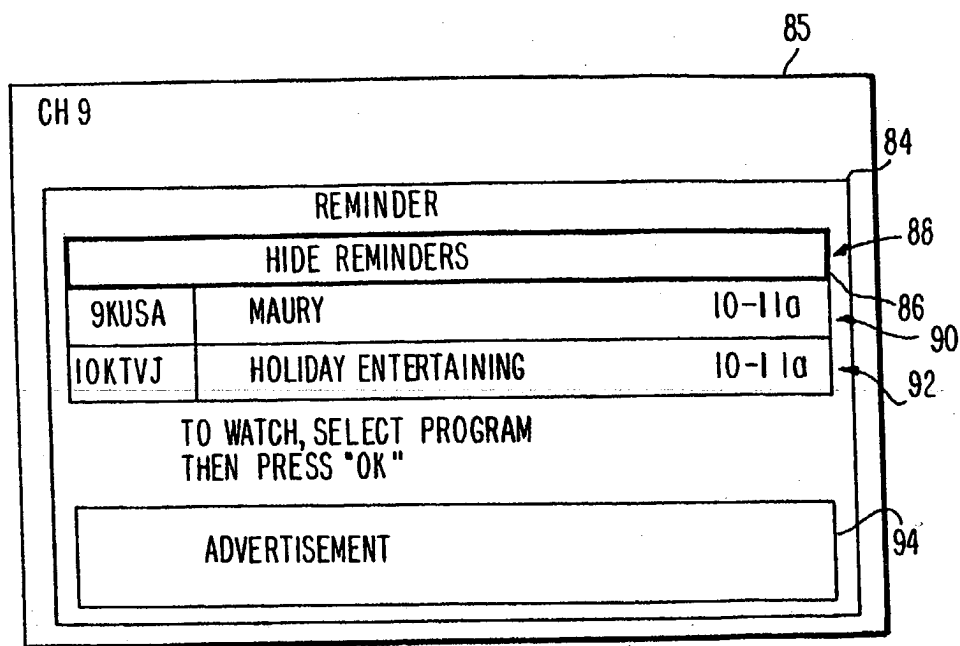 85
CH 9
84
REMINDER
HIDE REMINDERS
88
86
9KUSA MAURY 10-11a
90
10KTVJ HOLIDAY ENTERTAINING 10-11a
92
TO WATCH, SELECT PROGRAM
THEN PRESS "OK"
ADVERTISEMENT
94